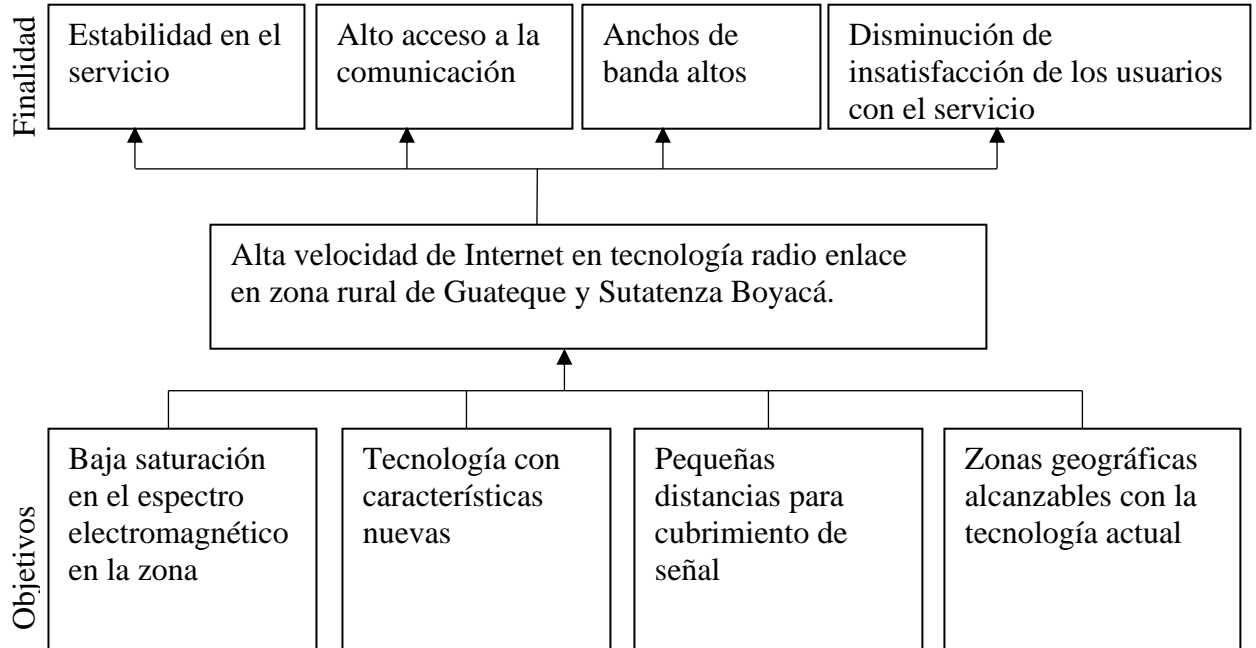 Finalidad
Estabilidad en el
servicio
Alto acceso a la
comunicación
Anchos de
banda altos
Disminución de
insatisfacción de los usuarios
con el servicio
Alta velocidad de Internet en tecnología radio enlace
en zona rural de Guateque y Sutatenza Boyacá.
Objetivos
Baja saturación
en el espectro
electromagnético
en la zona
Tecnología con
características
nuevas
Pequeñas
distancias para
cubrimiento de
señal
Zonas geográficas
alcanzables con la
tecnología actual